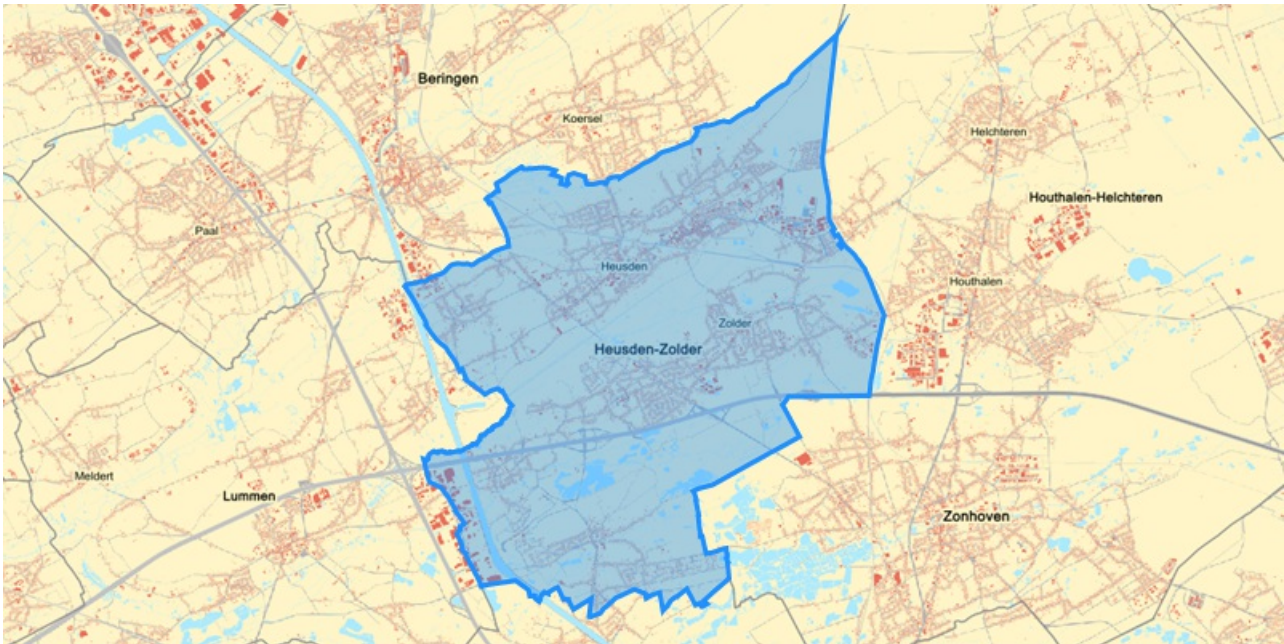 Beringen
Koersel
Helchteren
Houthalen-Helchteren
Paal
Heusden
Houthalen
Zolder
Heusden-Zolder
Meldert
Lummen
Zonhoven